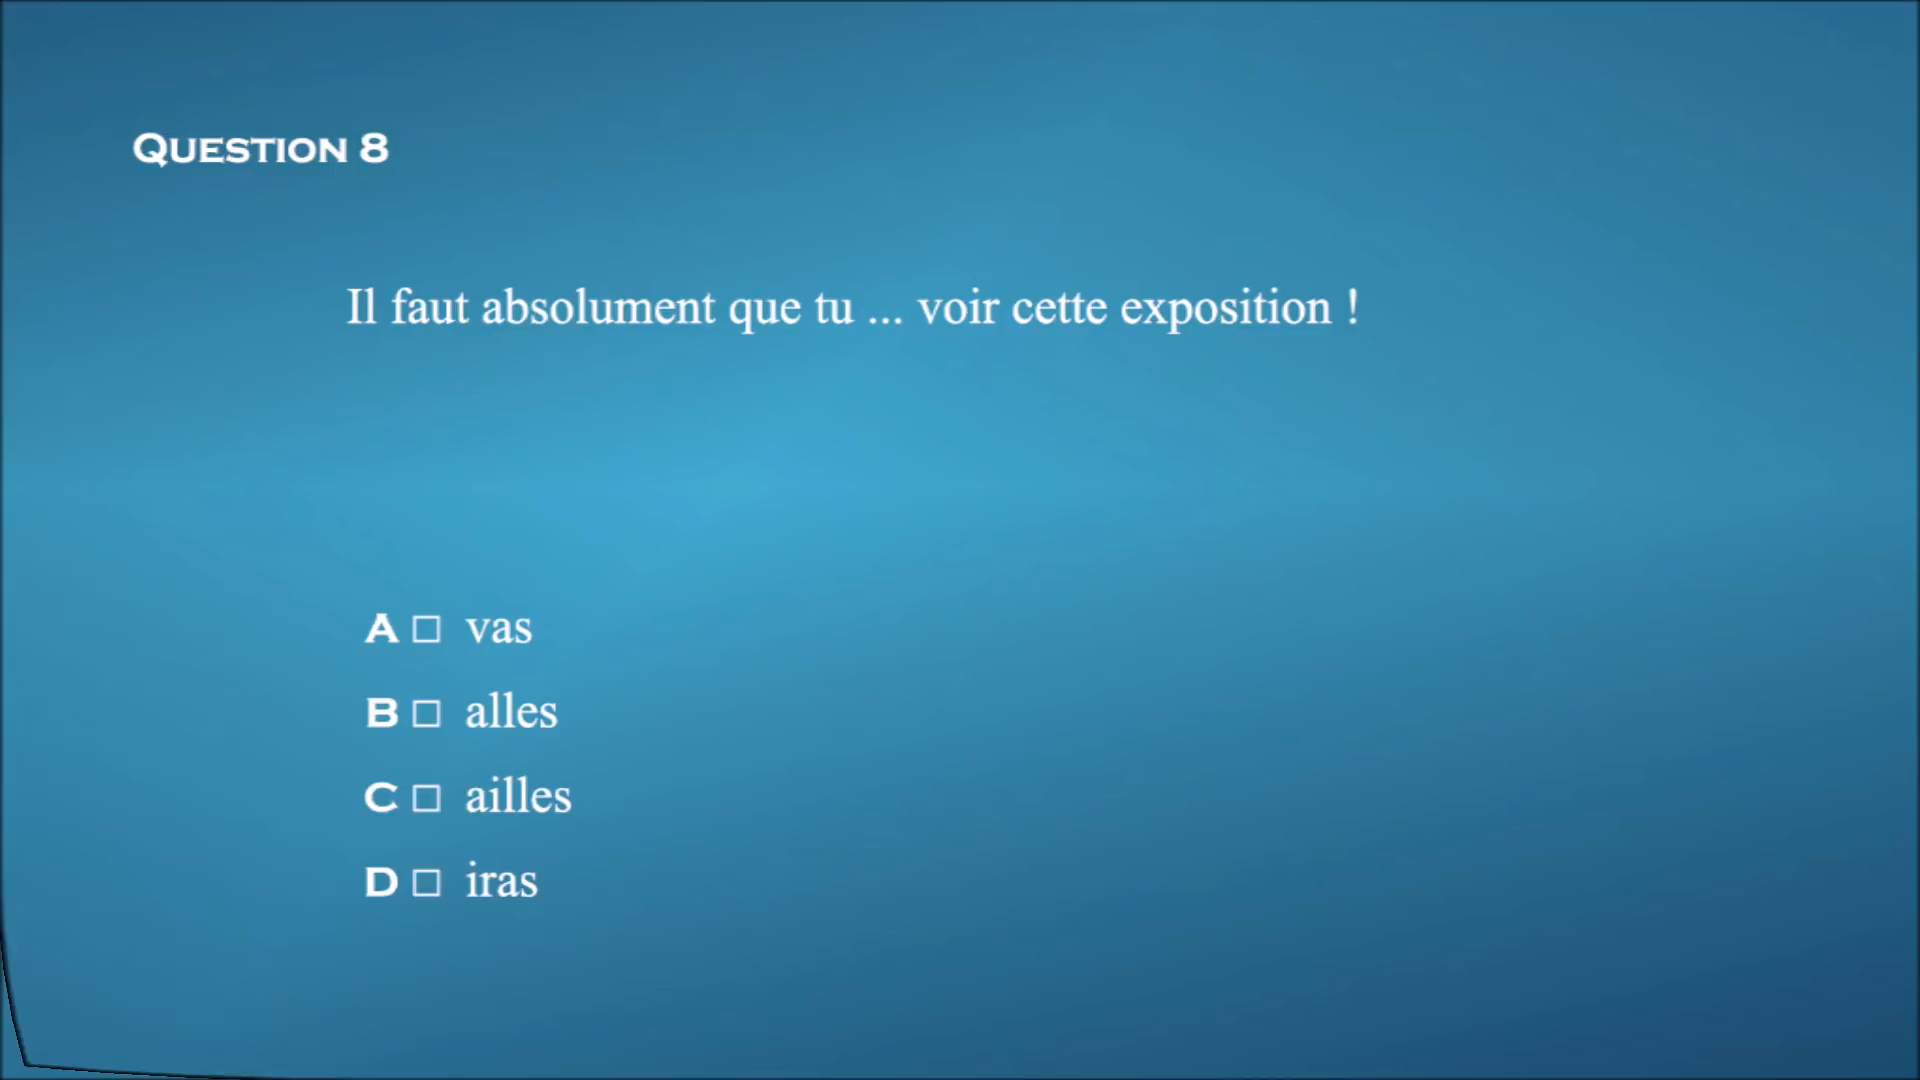 QUESTION 8
Il faut absolument que tu ... voir cette exposition !
A □ vas
B □ alles
C □ ailles
D □ iras